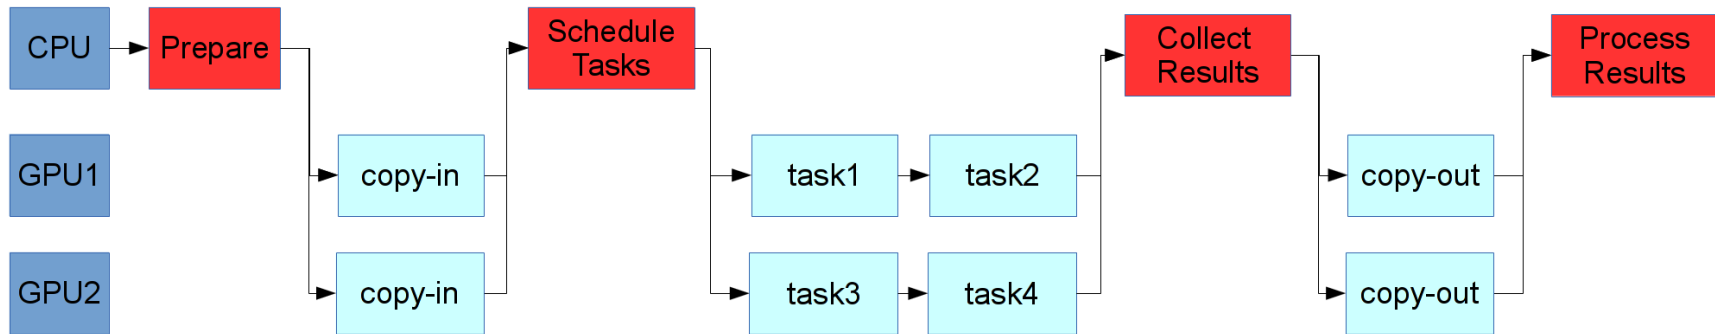 CPU
Prepare
Schedule
Tasks
Collect
Results
Process
Results
GPU1
copy-in
task1
task2
copy-out
GPU2
copy-in
task3
task4
copy-out